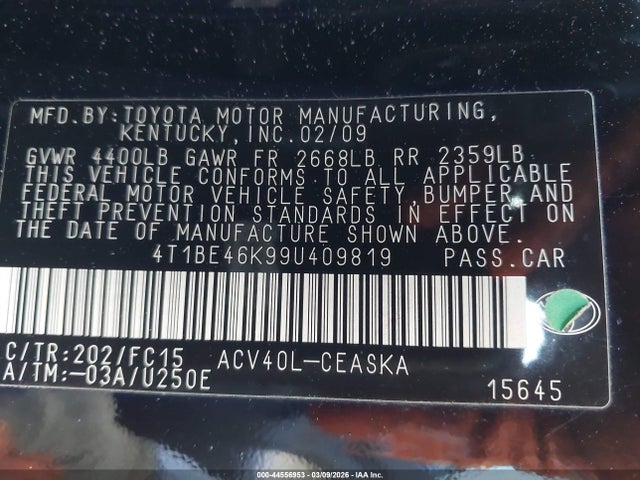 MFD.BY:TOYOTA MOTOR MANUFACTURING,
KENTUCKY,INC.02/09
GVWR 4400LB GAWR FR 2668LB RR 2359LB
THIS VEHICLE CONFORMS TO ALL APPLICABLE
FEDERAL MOTOR VEHICLE SAFETY,BUMPER,AND
THEFT PREVENTION STANDARDS IN EFFECT ON
THE DATE OF MANUFACTURE SHOWN ABOVE.
4T1BE46K99U409819 PASS.CAR
C/TR:202/FC15 ACV40L-CEASKA
A/TM:-03A/U250E 15645
000-44556953 - 03/09/2026 - IAA Inc.